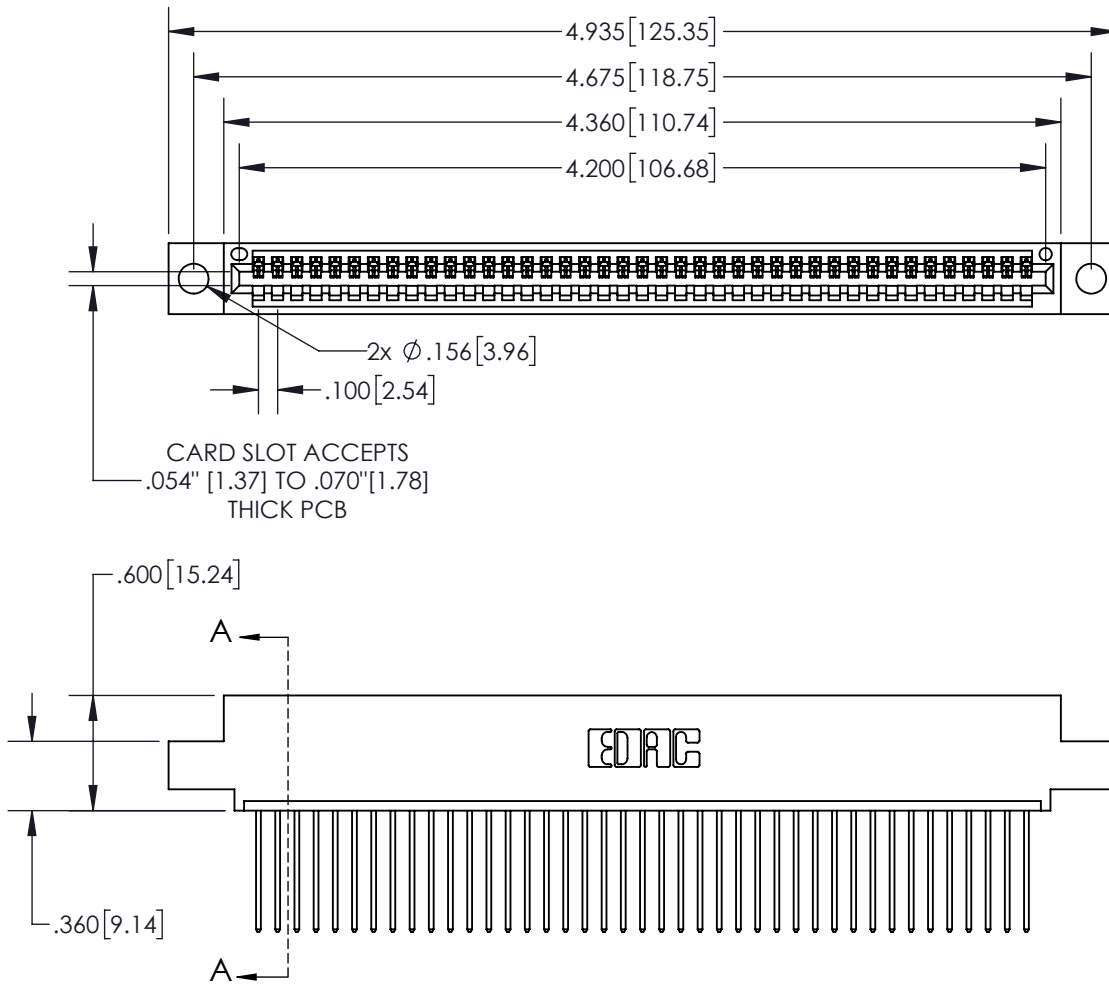 4.935[125.35]
4.675[118.75]
4.360[110.74]
4.200[106.68]
2x Ø.156[3.96]
.100[2.54]
CARD SLOT ACCEPTS
.054" [1.37] TO .070"[1.78]
THICK PCB
.600[15.24]
A
EDAC
.360[9.14]
A